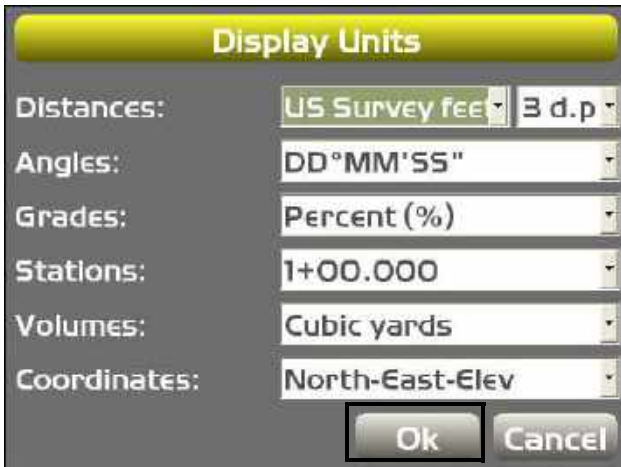 Display Units
Distances: US Survey fee 3 d.p
Angles: DD°MM'SS"
Grades: Percent (%)
Stations: 1+00.000
Volumes: Cubic yards
Coordinates: North-East-Elev
Ok Cancel